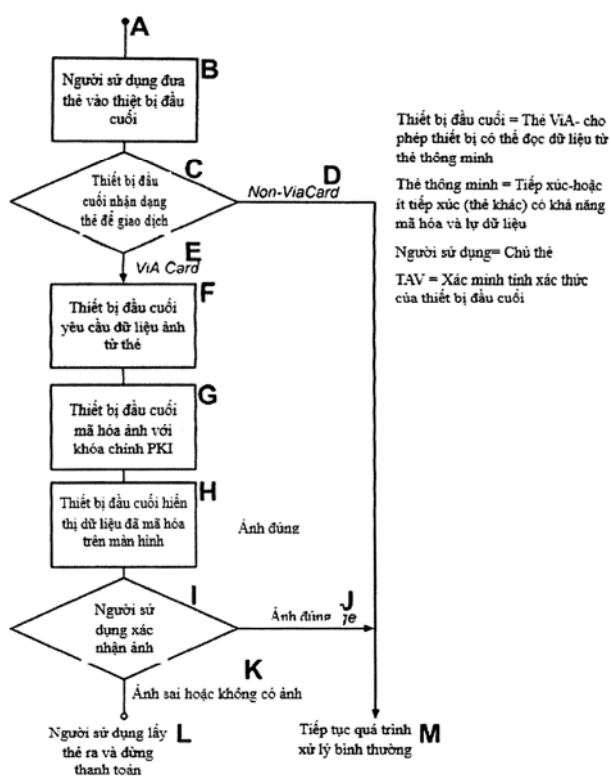 A
B
Người sử dụng đưa
thẻ vào thiệt bị đầu
cuối
C
Thiết bị đầu
cuối nhận dạng
thẻ để giao dịch
D
Non-ViaCard
E
ViA Card
F
Thiết bị đầu cuối
yêu cầu dữ liệu ảnh
từ thẻ
G
Thiết bị đầu cuối
mã hóa ảnh với
khóa chính PKI
H
Thiết bị đầu cuối hiển
thị dữ liệu đã mã hóa
trên màn hình
Ảnh đúng
I
Người sử
dụng xác
nhận ảnh
J
Ảnh đúng
K
Ảnh sai hoặc không có ảnh
Người sử dụng lấy L
thẻ ra và dừng
thanh toán
Tiếp tục quá trình M
xử lý bình thường
Thiết bị đầu cuối = Thẻ ViA- cho
phép thiết bị có thể đọc dữ liệu từ
thẻ thông minh
Thẻ thông minh = Tiếp xúc-hoặc
ít tiếp xúc (thẻ khác) có khả năng
mã hóa và lự dữ liệu
Người sử dụng= Chủ thẻ
TAV = Xác minh tính xác thực
của thiết bị đầu cuối